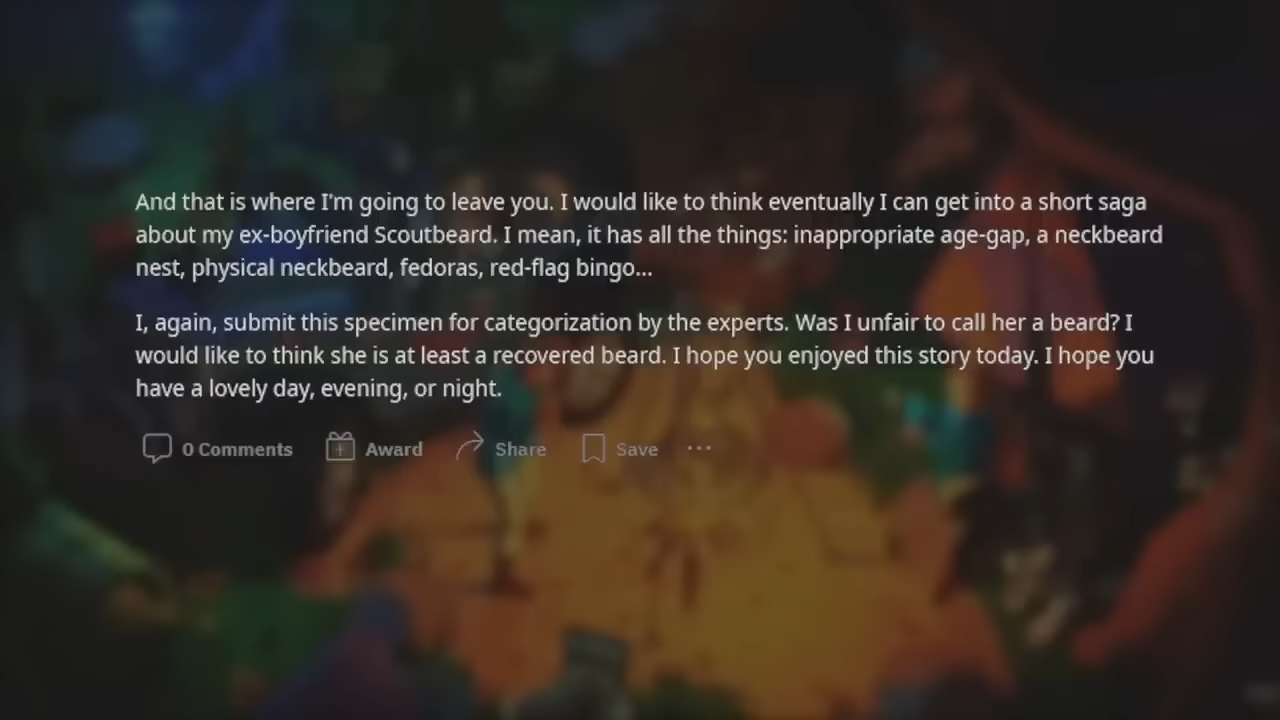 And that is where I'm going to leave you. I would like to think eventually I can get into a short saga
about my ex-boyfriend Scoutbeard. I mean, it has all the things: inappropriate age-gap, a neckbeard
nest, physical neckbeard, fedoras, red-flag bingo...
I, again, submit this specimen for categorization by the experts. Was I unfair to call her a beard? I
would like to think she is at least a recovered beard. I hope you enjoyed this story today. I hope you
have a lovely day, evening, or night.
0 Comments Award Share Save ···